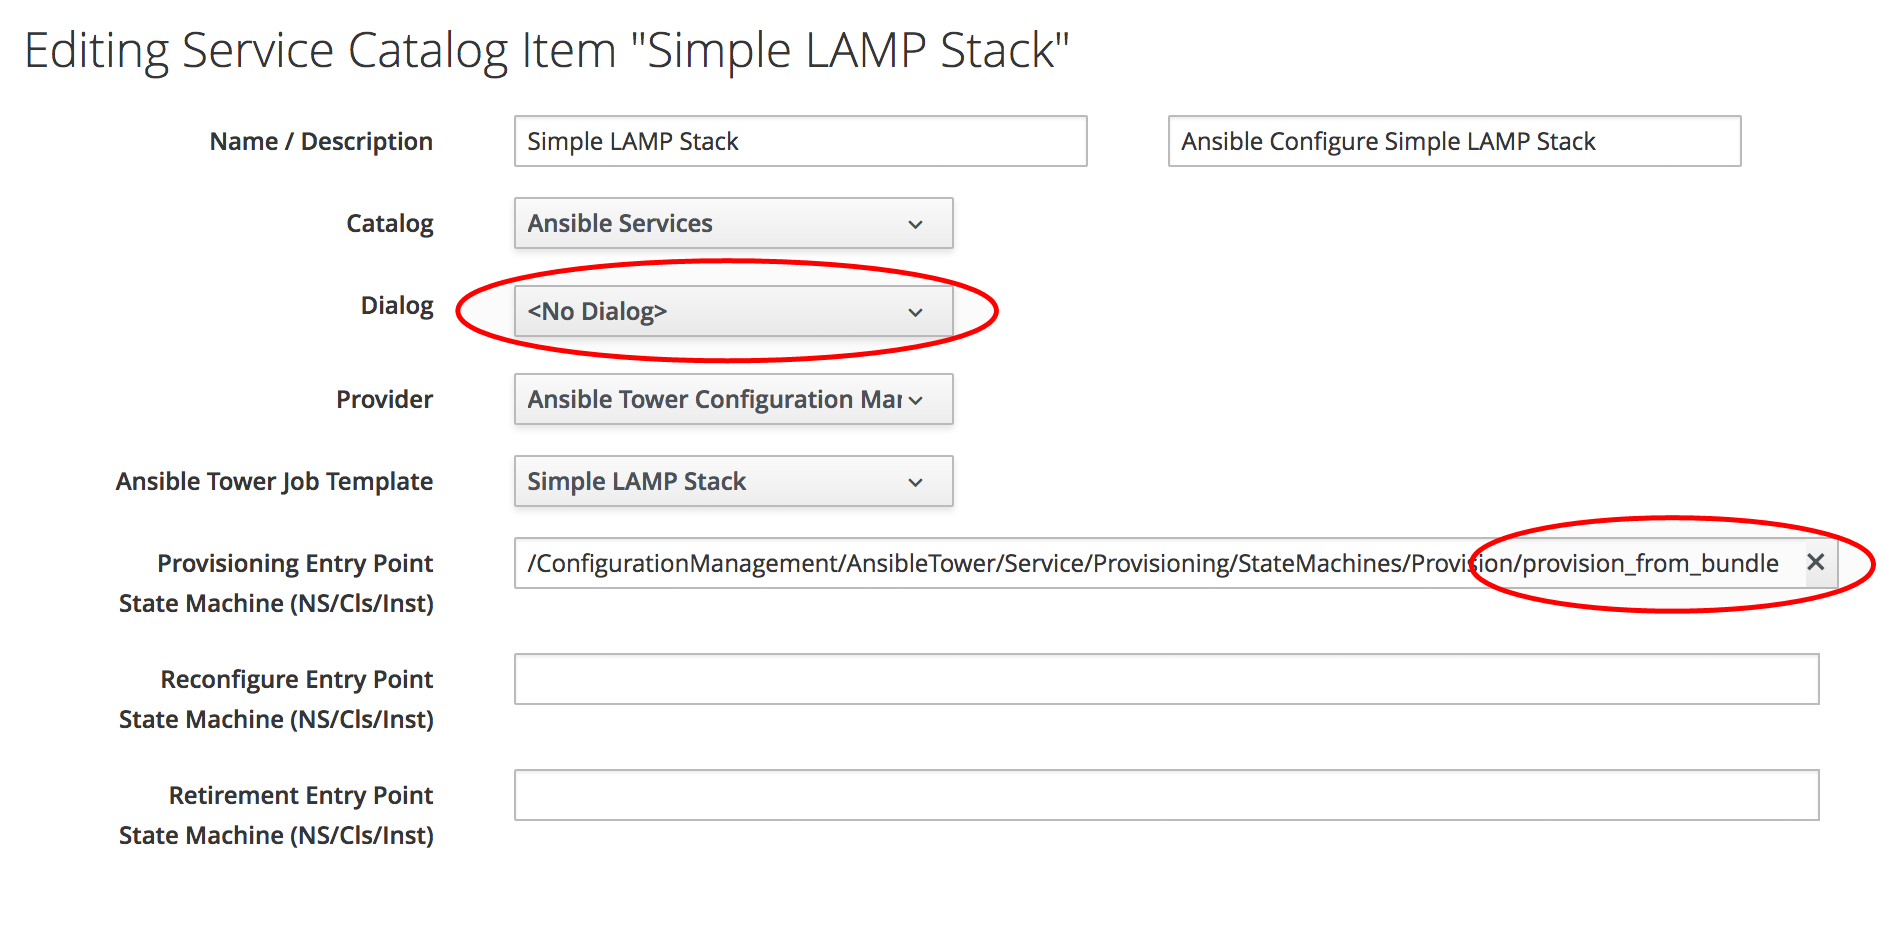 Editing Service Catalog Item "Simple LAMP Stack"
Name / Description
Simple LAMP Stack
Ansible Configure Simple LAMP Stack
Catalog
Ansible Services
Dialog
<No Dialog>
Provider
Ansible Tower Configuration Mar
Ansible Tower Job Template
Simple LAMP Stack
Provisioning Entry Point
State Machine (NS/Cls/Inst)
/ConfigurationManagement/AnsibleTower/Service/Provisioning/StateMachines/Provision/provision_from_bundle
Reconfigure Entry Point
State Machine (NS/Cls/Inst)
Retirement Entry Point
State Machine (NS/Cls/Inst)